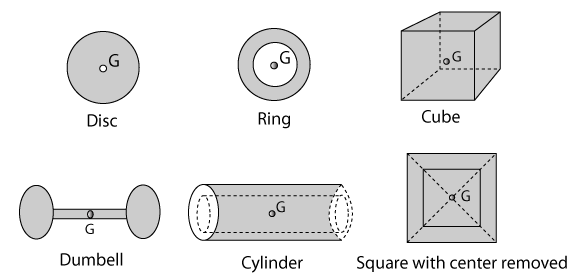 G
Disc
G
Ring
G
Cube
G
Dumbell
G
Cylinder
G
Square with center removed